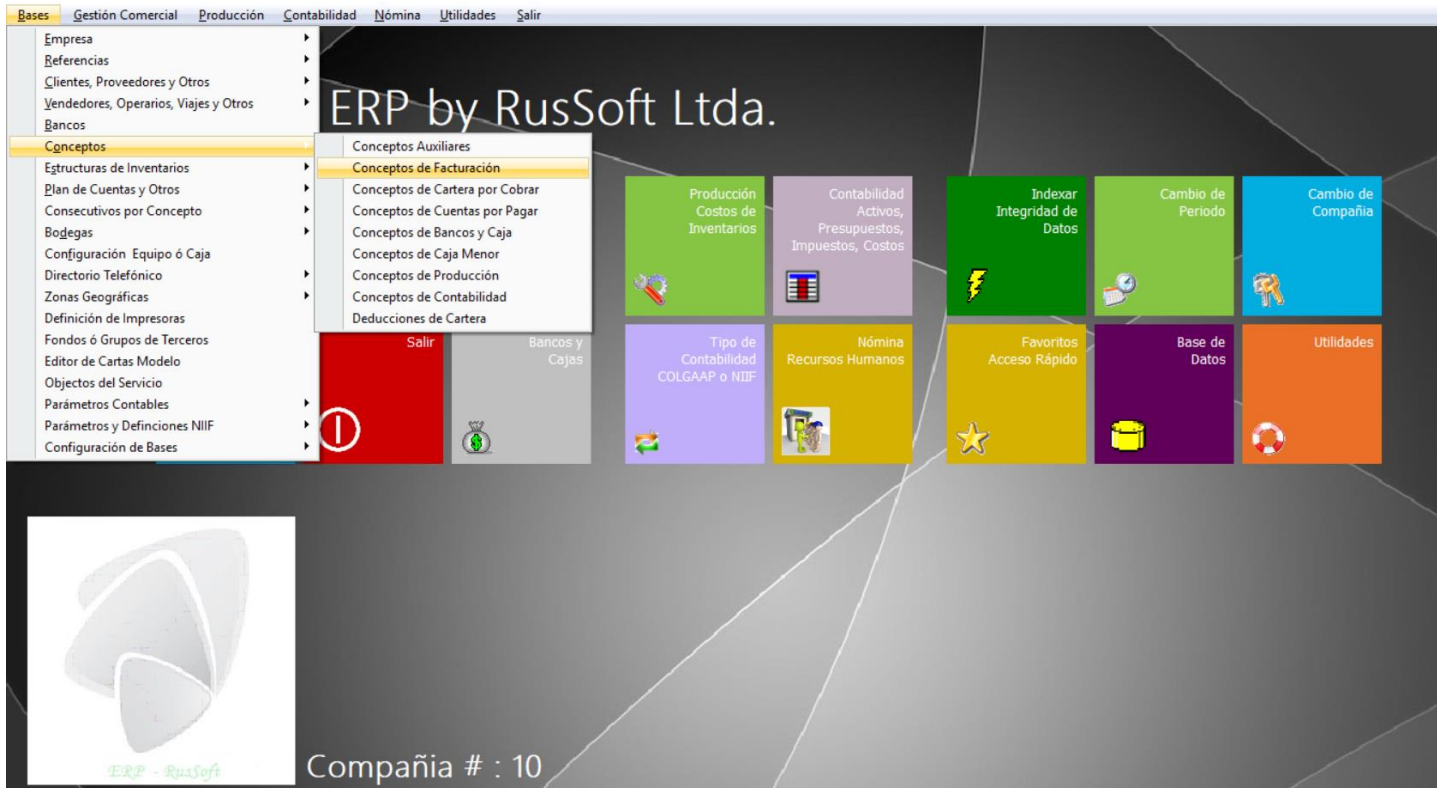 Bases Gestión Comercial Producción Contabilidad Nómina Utilidades Salir
Empresa
Referencias
Clientes, Proveedores y Otros
Vendedores, Operarios, Viajes y Otros
Bancos
Conceptos
Estructuras de Inventarios
Plan de Cuentas y Otros
Consecutivos por Concepto
Bodegas
Configuración Equipo ó Caja
Directorio Telefónico
Zonas Geográficas
Definición de Impresoras
Fondos ó Grupos de Terceros
Editor de Cartas Modelo
Objectos del Servicio
Parámetros Contables
Parámetros y Definciones NIIF
Configuración de Bases
ERP by RusSoft Ltda.
Conceptos Auxiliares
Conceptos de Facturación
Conceptos de Cartera por Cobrar
Conceptos de Cuentas por Pagar
Conceptos de Bancos y Caja
Conceptos de Caja Menor
Conceptos de Producción
Conceptos de Contabilidad
Deducciones de Cartera
Producción
Costos de
Inventarios
Contabilidad
Activos,
Presupuestos,
Impuestos, Costos
Indexar
Integridad de
Datos
Cambio de
Periodo
Cambio de
Compañia
Salir
Bancos y
Cajas
Tipo de
Contabilidad
COLGAAP o NIIF
Nómina
Recursos Humanos
Favoritos
Acceso Rápido
Base de
Datos
Utilidades
ERP - RusSoft
Compañia # : 10